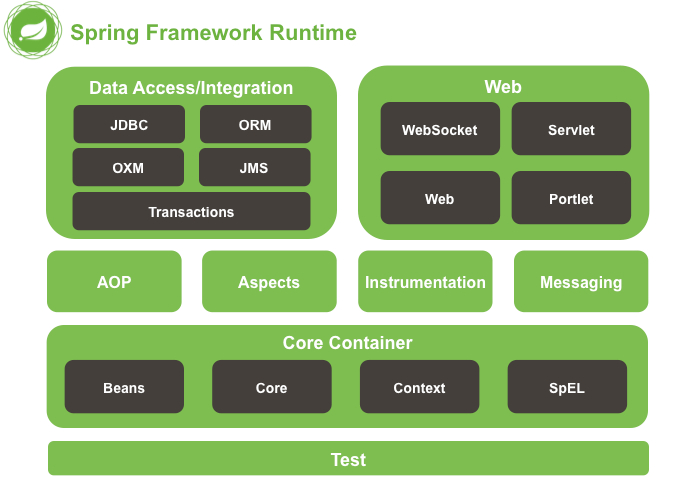 Spring Framework Runtime
Data Access/Integration
JDBC
ORM
OXM
JMS
Transactions
Web
WebSocket
Servlet
Web
Portlet
AOP
Aspects
Instrumentation
Messaging
Core Container
Beans
Core
Context
SpEL
Test